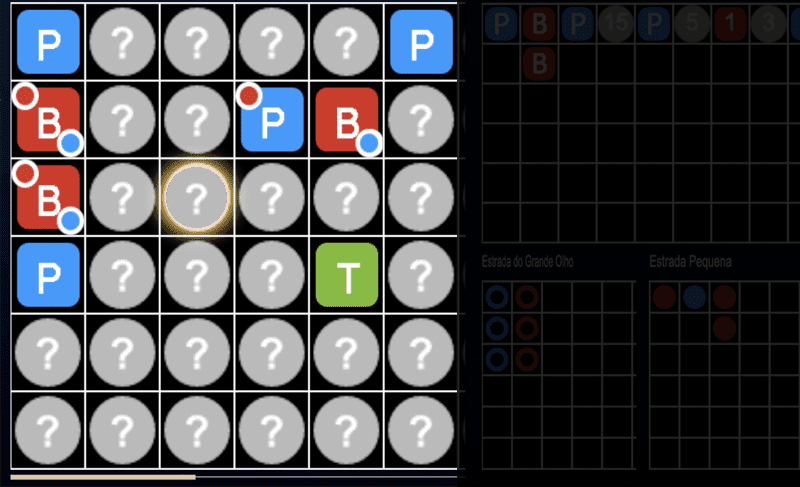 P ? ? ? ? P P B P 15 P 5 1 3
B ? ? P B ? B
B ? ? ? ? ?
P ? ? ? T ?
Estrada do Grande Olho Estrada Pequena
? ? ? ? ? ?
? ? ? ? ? ?